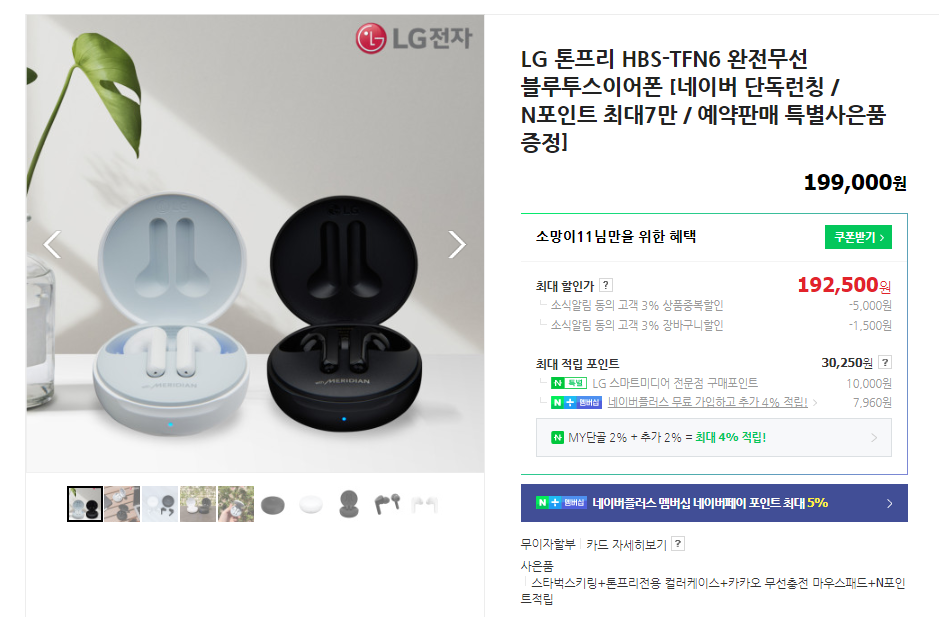 LG전자
LG 톤프리 HBS-TFN6 완전무선
블루투스이어폰 [네이버 단독런칭 /
N포인트 최대7만 / 예약판매 특별사은품
증정]
199,000원
소망이11님만을 위한 혜택
쿠폰받기 >
최대 할인가 ?
192,500원
소식알림 동의 고객 3% 상품중복할인
-5,000원
소식알림 동의 고객 3% 장바구니할인
-1,500원
최대 적립 포인트
30,250원 ?
N 특별 LG 스마트미디어 전문점 구매포인트
10,000원
N + 멤버십 네이버플러스 무료 가입하고 추가 4% 적립! >
7,960원
N MY단골 2% + 추가 2% = 최대 4% 적립! >
N + 멤버십 네이버플러스 멤버십 네이버페이 포인트 최대 5% >
무이자할부 카드 자세히보기 ?
사은품
스타벅스키링+톤프리전용 컬러케이스+카카오 무선충전 마우스패드+N포인
트적립
MERIDIAN
MERIDIAN